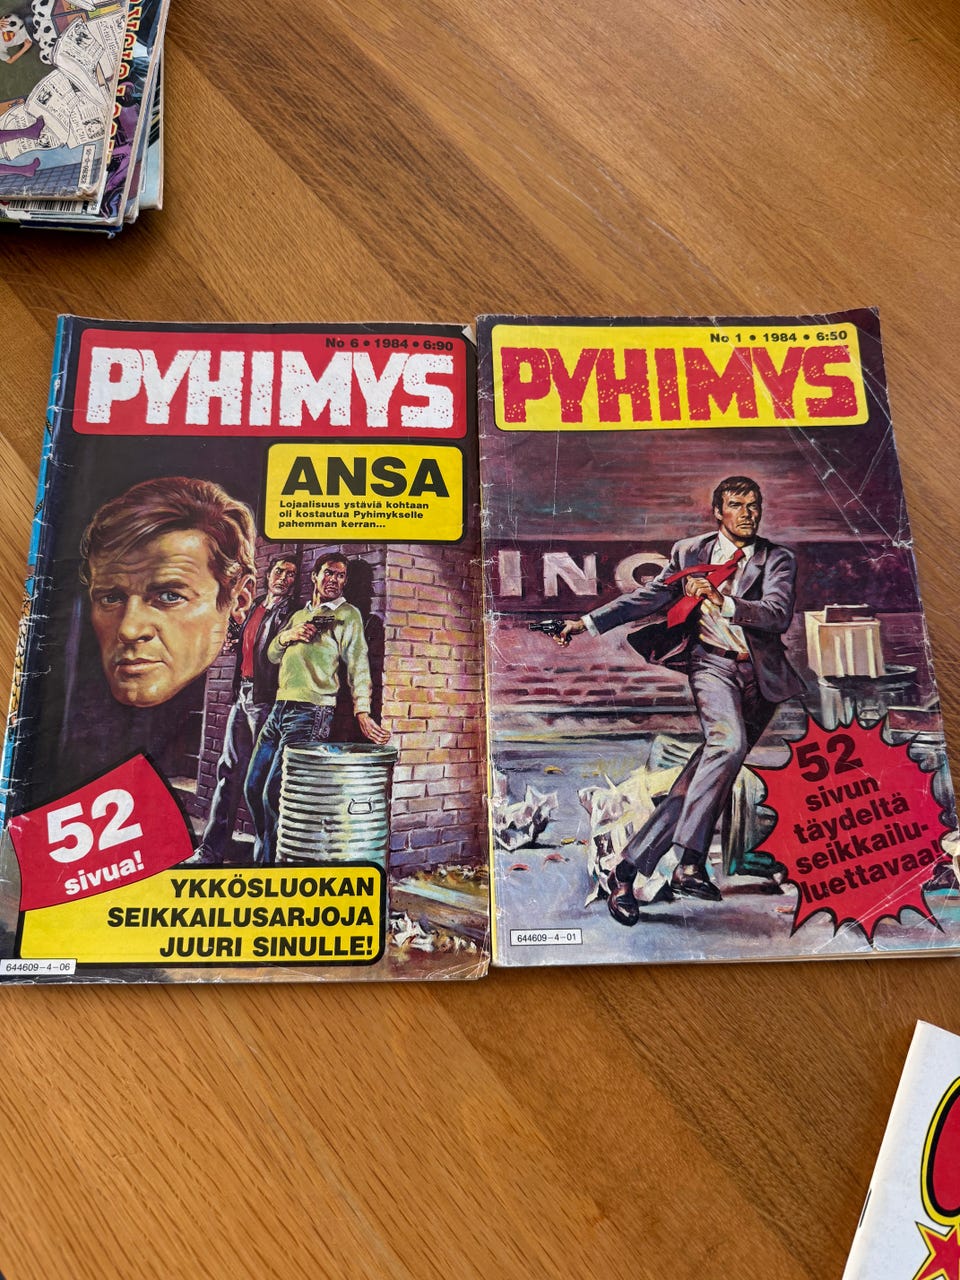 No 6 • 1984 • 6:90
PYHIMYS
ANSA
Lojaalisuus ystäviä kohtaan
oli kostautua Pyhimykselle
pahemman kerran...
52
sivua!
YKKÖSLUOKAN
SEIKKAILUSARJOJA
JUURI SINULLE!
644609-4-06
No 1 • 1984 • 6:50
PYHIMYS
ING
52
sivun
täydeltä
seikkailu-
luettavaa!
644609-4-01